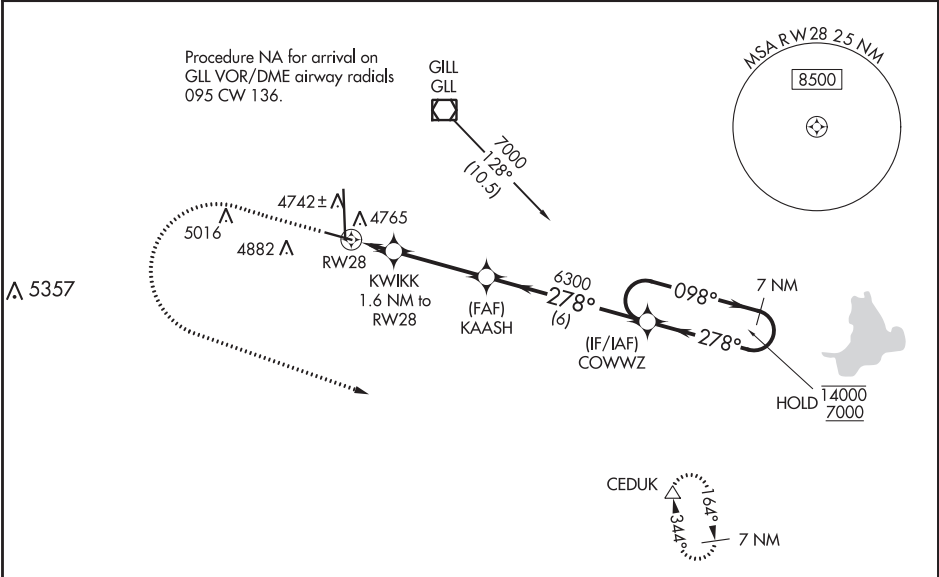 Procedure NA for arrival on
GLL VOR/DME airway radials
095 CW 136.
GILL
GLL
7000
128°
(10.5)
MSA RW28 25 NM
8500
4742±
4765
5016
4882
RW28
5357
KWIKK
1.6 NM to
RW28
(FAF)
KAASH
6300
278°
(6)
(IF/IAF)
COWWZ
098°
278°
7 NM
HOLD
14000
7000
CEDUK
164°
344°
7 NM